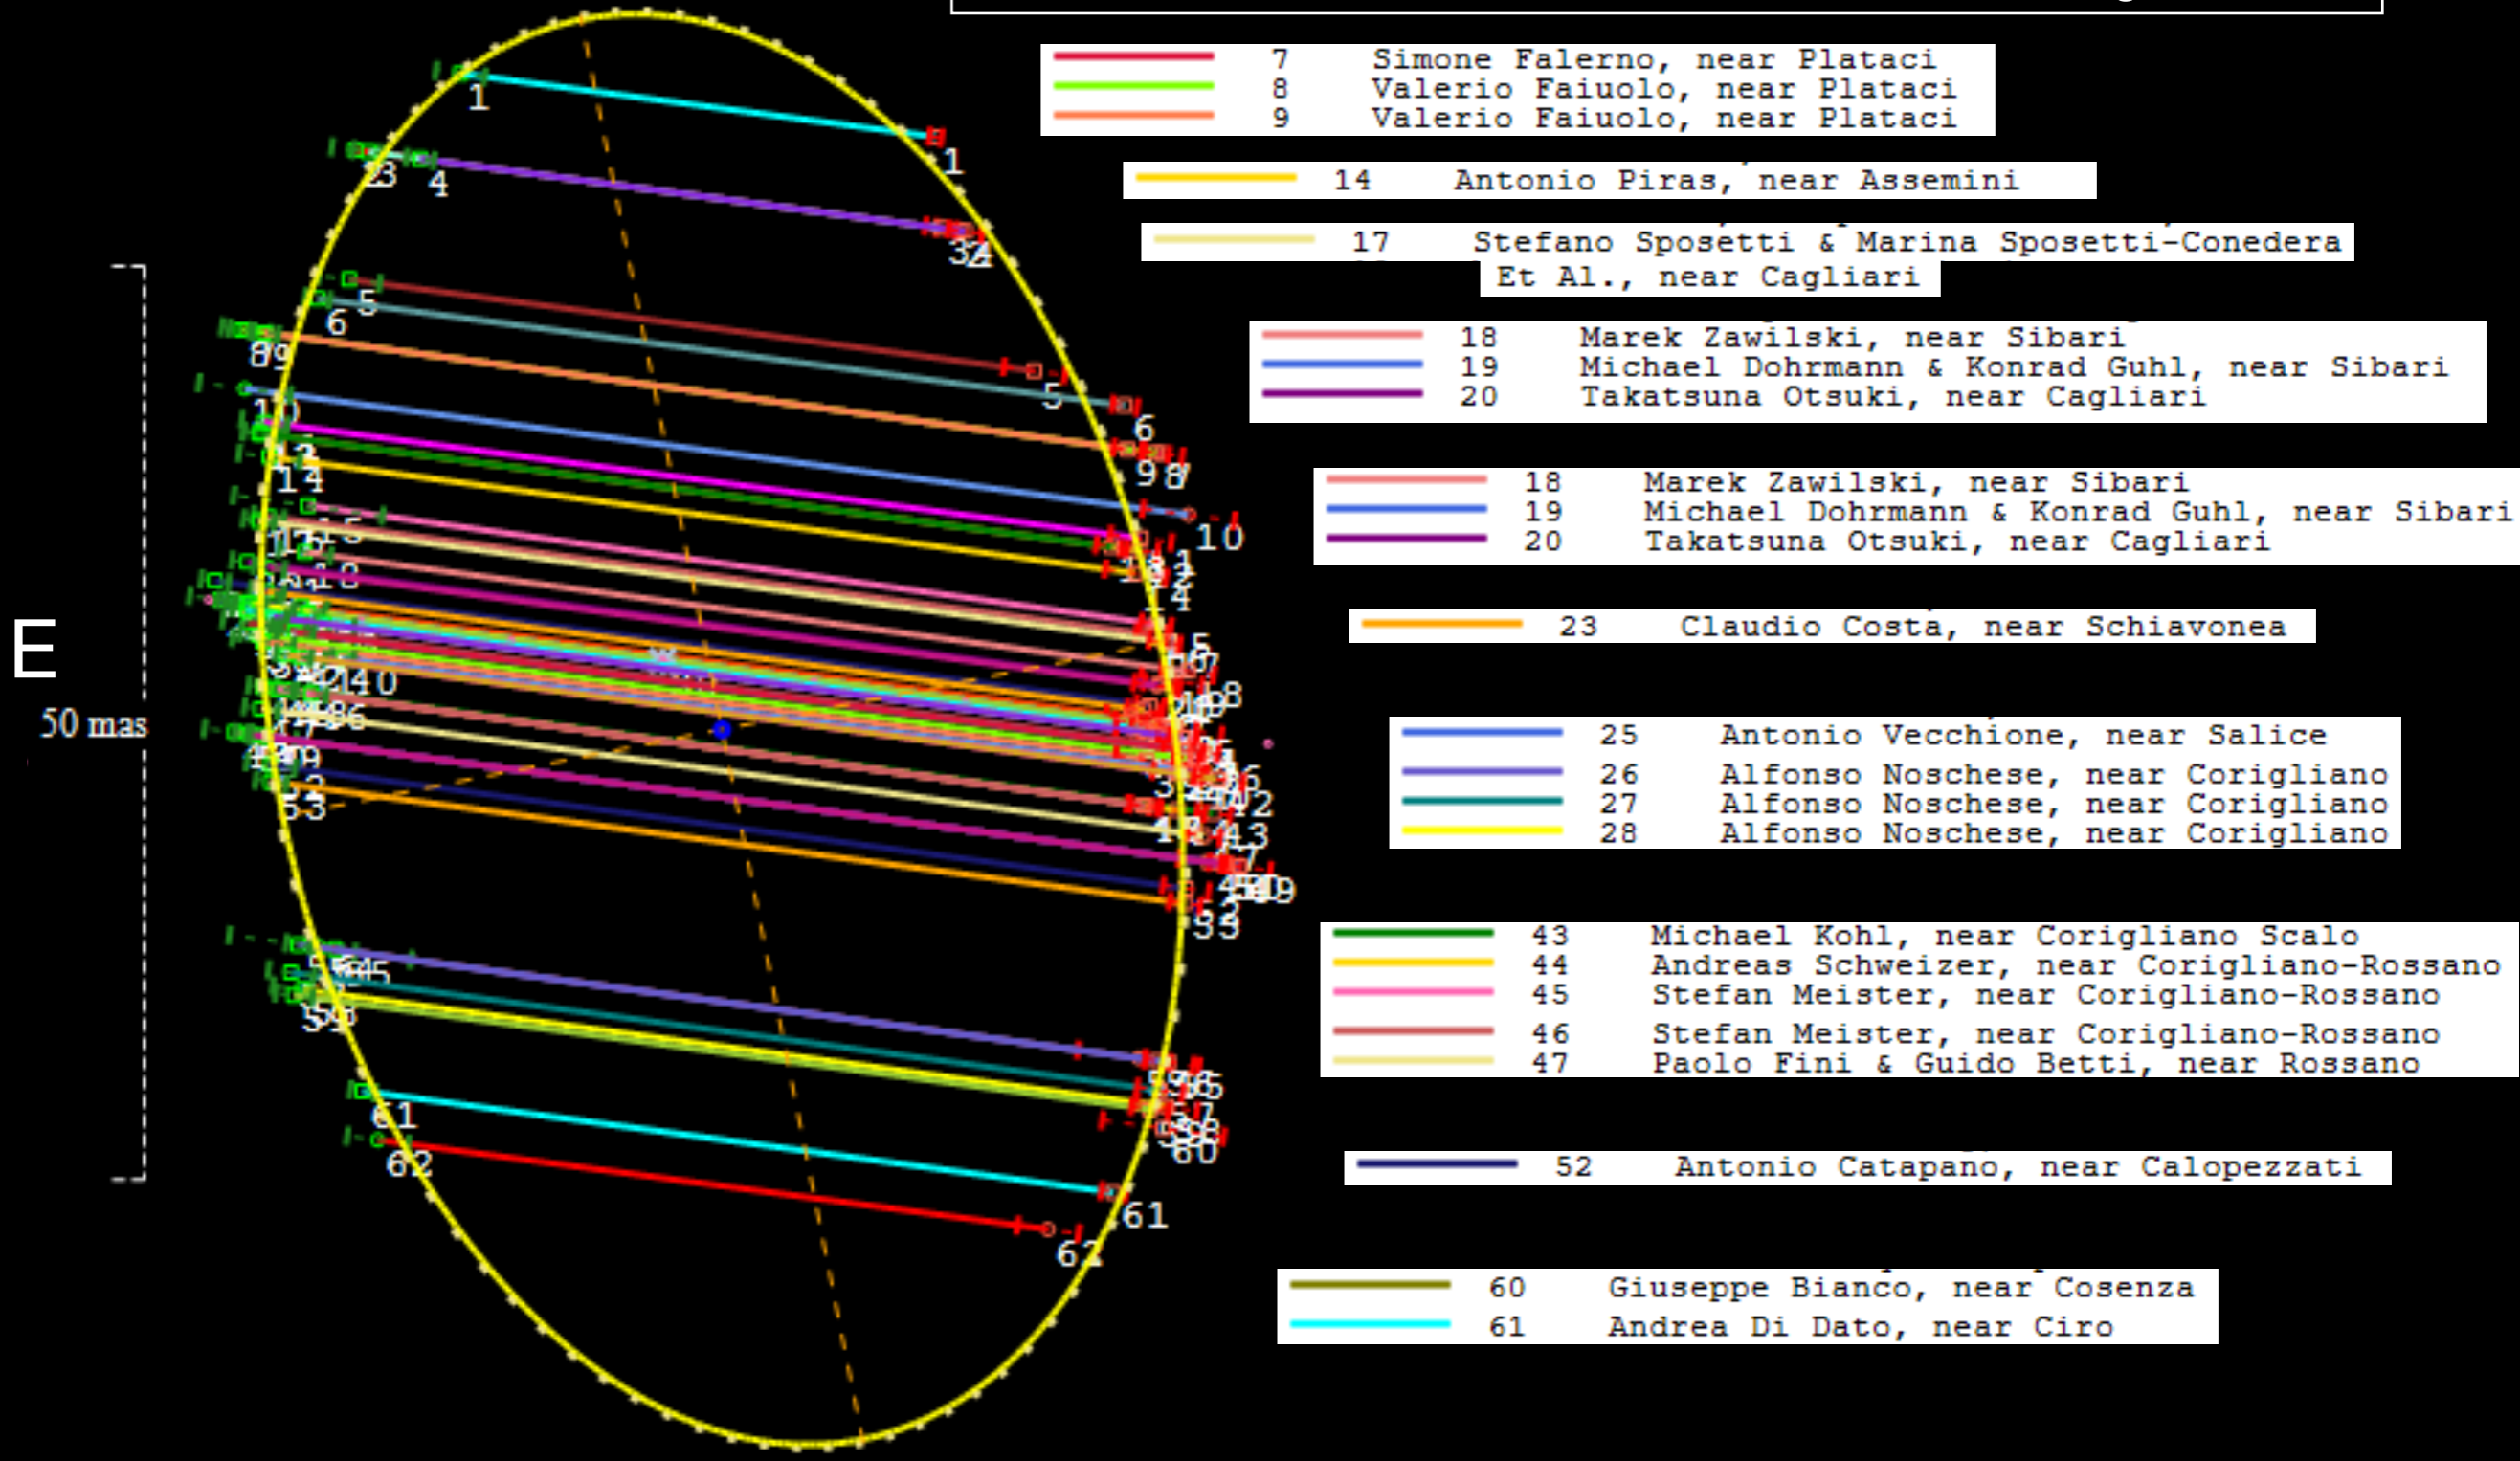 1
1
4
5
6
5
6
10
14
10
E
50 mas
61
62
61
62
60
7 Simone Falerno, near Plataci
8 Valerio Faiuolo, near Plataci
9 Valerio Faiuolo, near Plataci
14 Antonio Piras, near Assemini
17 Stefano Sposetti & Marina Sposetti-Conedera
Et Al., near Cagliari
18 Marek Zawilski, near Sibari
19 Michael Dohrmann & Konrad Guhl, near Sibari
20 Takatsuna Otsuki, near Cagliari
18 Marek Zawilski, near Sibari
19 Michael Dohrmann & Konrad Guhl, near Sibari
20 Takatsuna Otsuki, near Cagliari
23 Claudio Costa, near Schiavonea
25 Antonio Vecchione, near Salice
26 Alfonso Noschese, near Corigliano
27 Alfonso Noschese, near Corigliano
28 Alfonso Noschese, near Corigliano
43 Michael Kohl, near Corigliano Scalo
44 Andreas Schweizer, near Corigliano-Rossano
45 Stefan Meister, near Corigliano-Rossano
46 Stefan Meister, near Corigliano-Rossano
47 Paolo Fini & Guido Betti, near Rossano
52 Antonio Catapano, near Calopezzati
60 Giuseppe Bianco, near Cosenza
61 Andrea Di Dato, near Ciro